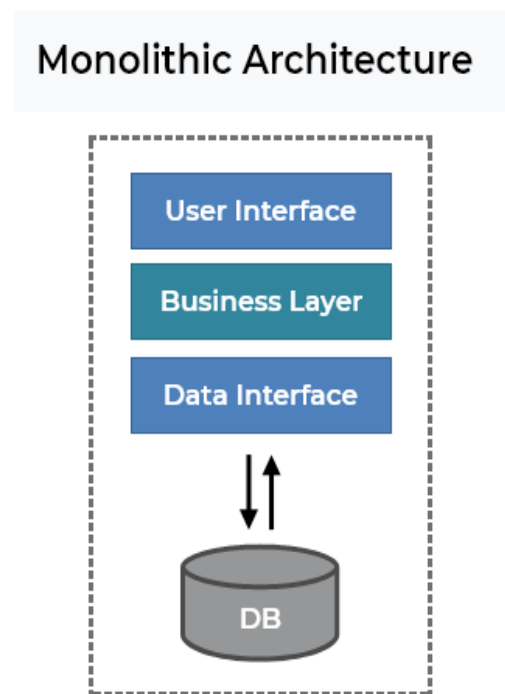 Monolithic Architecture
User Interface
Business Layer
Data Interface
DB